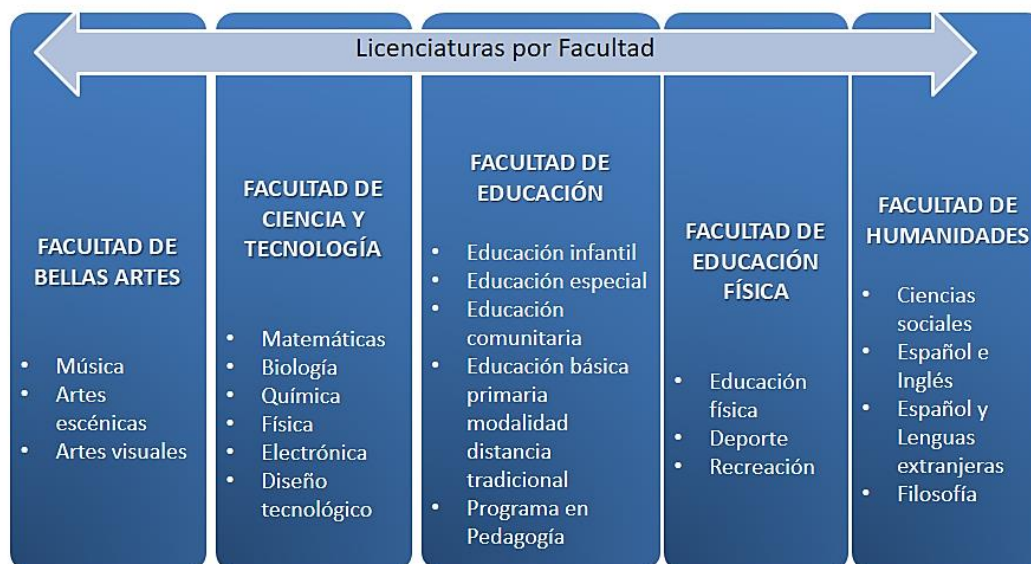 Licenciaturas por Facultad
FACULTAD DE
BELLAS ARTES
• Música
• Artes
escénicas
• Artes visuales
FACULTAD DE
CIENCIA Y
TECNOLOGÍA
• Matemáticas
• Biología
• Química
• Física
• Electrónica
• Diseño
tecnológico
FACULTAD DE
EDUCACIÓN
• Educación infantil
• Educación especial
• Educación
comunitaria
• Educación básica
primaria
modalidad
distancia
tradicional
• Programa en
Pedagogía
FACULTAD DE
EDUCACIÓN
FÍSICA
• Educación
física
• Deporte
• Recreación
FACULTAD DE
HUMANIDADES
• Ciencias
sociales
• Español e
Inglés
• Español y
Lenguas
extranjeras
• Filosofía